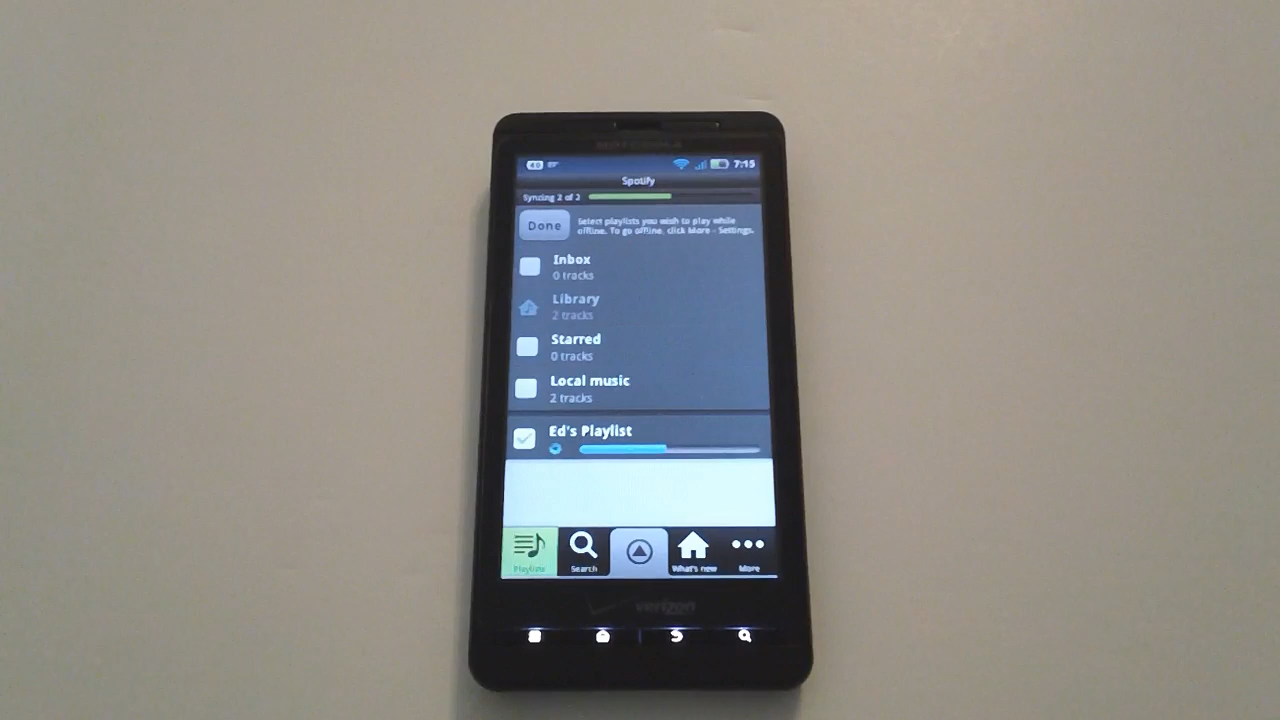 MOTOROLA
7:15
Spotify
Syncing 2 of 2
Done
Select playlists you wish to play while
offline. To go offline, click More - Settings.
Inbox
0 tracks
Library
2 tracks
Starred
0 tracks
Local music
2 tracks
Ed's Playlist
Playlists
Search
What's new
More
verizon